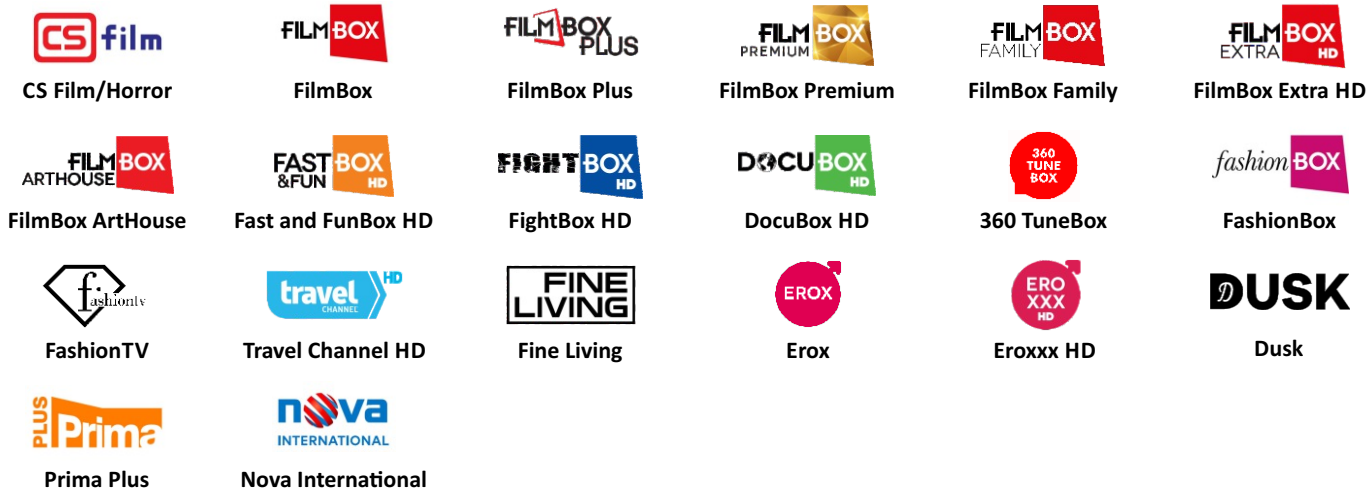 CS film
FILM BOX
FILM BOX
PLUS
FILM BOX
PREMIUM
FILM BOX
FAMILY
FILM BOX
EXTRA HD
CS Film/Horror
FilmBox
FilmBox Plus
FilmBox Premium
FilmBox Family
FilmBox Extra HD
FILM BOX
ARTHOUSE
FAST BOX
&FUN HD
FIGHT BOX
HD
DOCUBOX
HD
360
TUNE
BOX
fashion BOX
FilmBox ArtHouse
Fast and FunBox HD
FightBox HD
DocuBox HD
360 TuneBox
FashionBox
fashiontv
travel HD
CHANNEL
FINE
LIVING
EROX
ERO
XXX
HD
DUSK
FashionTV
Travel Channel HD
Fine Living
Erox
Eroxxx HD
Dusk
PLUS
Prima
nova
INTERNATIONAL
Prima Plus
Nova International